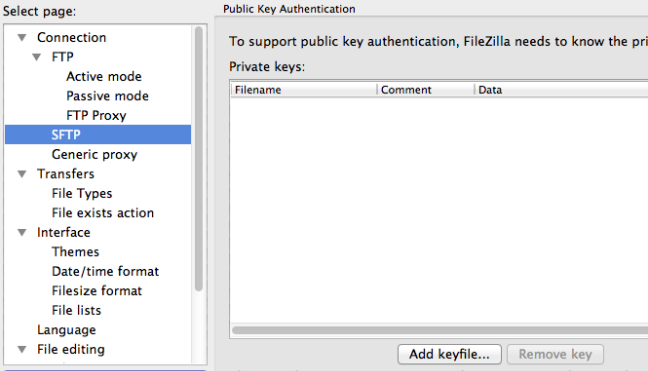 Select page:
Connection
FTP
Active mode
Passive mode
FTP Proxy
SFTP
Generic proxy
Transfers
File Types
File exists action
Interface
Themes
Date/time format
Filesize format
File lists
Language
File editing
Public Key Authentication
To support public key authentication, FileZilla needs to know the pri
Private keys:
Filename Comment Data
Add keyfile... Remove key